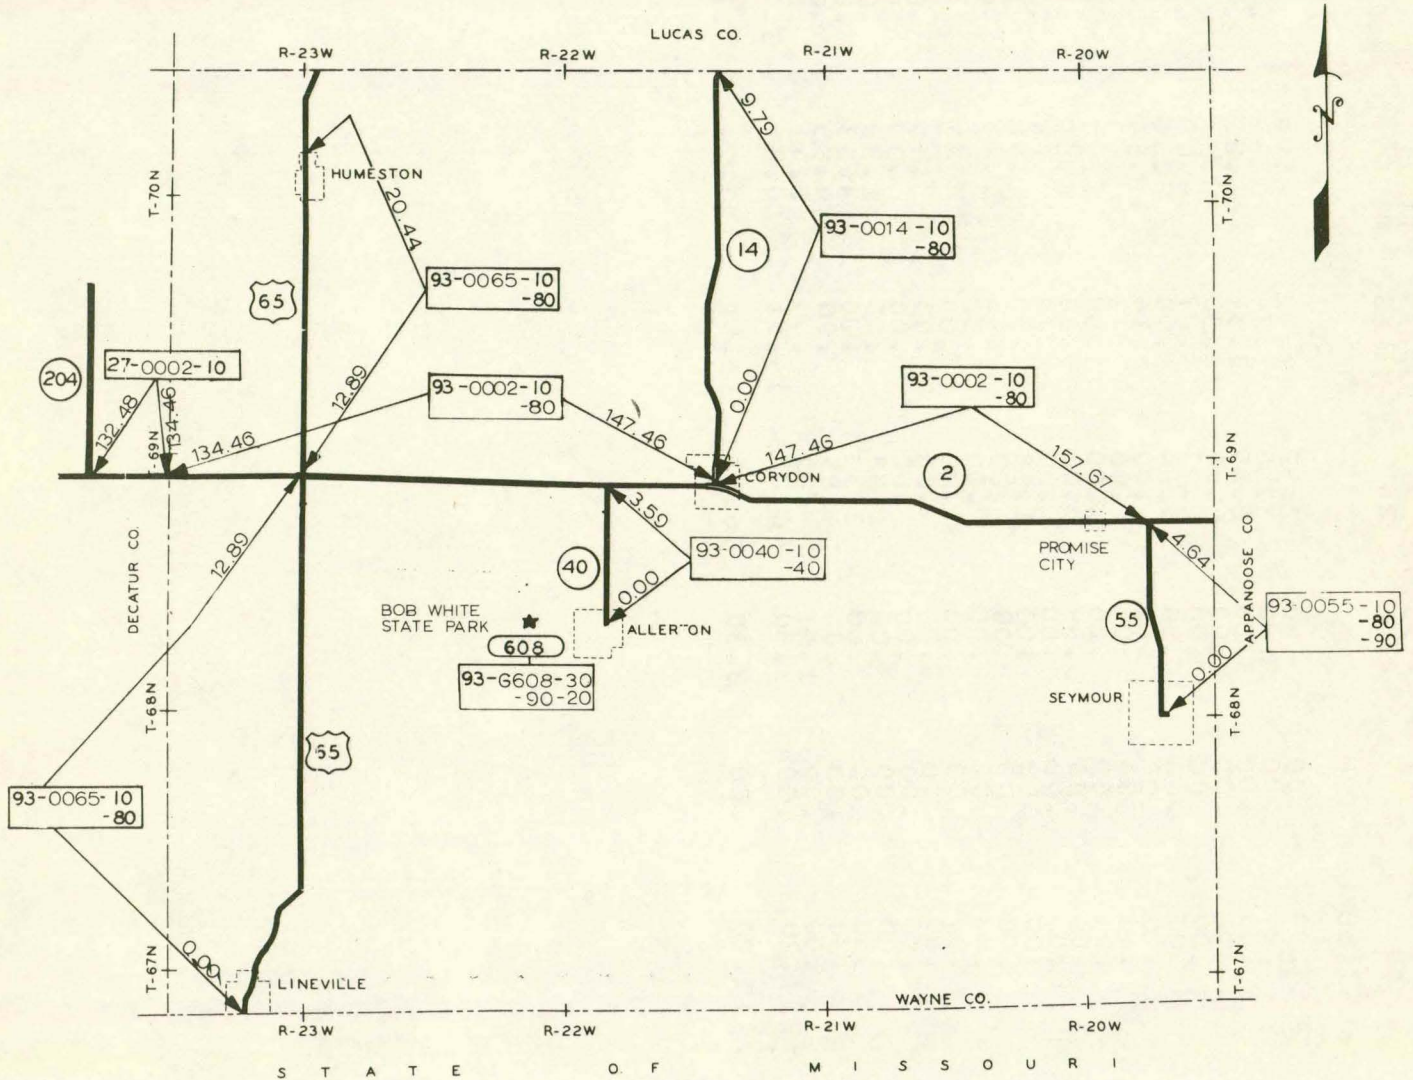 LUCAS CO.
R-23W
R-22W
R-21W
R-20W
N
9.79
HUMESTON
T-70N
T-70N
20.44
93-0014-10
-80
14
93-0065-10
-80
65
204
27-0002-10
132.48
134.46
T-69N
134.46
12.89
93-0002-10
-80
147.46
0.00
93-0002-10
-80
147.46
157.67
T-69N
CORYDON
2
DECATUR CO.
12.89
3.59
40
93-0040-10
-40
0.00
PROMISE
CITY
4.64
APPANOOSE CO
BOB WHITE
STATE PARK
608
93-G608-30
-90-20
ALLERTON
55
93-0055-10
-80
-90
0.00
SEYMOUR
T-68N
T-68N
65
93-0065-10
-80
0.00
T-67N
LINEVILLE
T-67N
WAYNE CO.
R-23W
R-22W
R-21W
R-20W
STATE OF MISSOURI